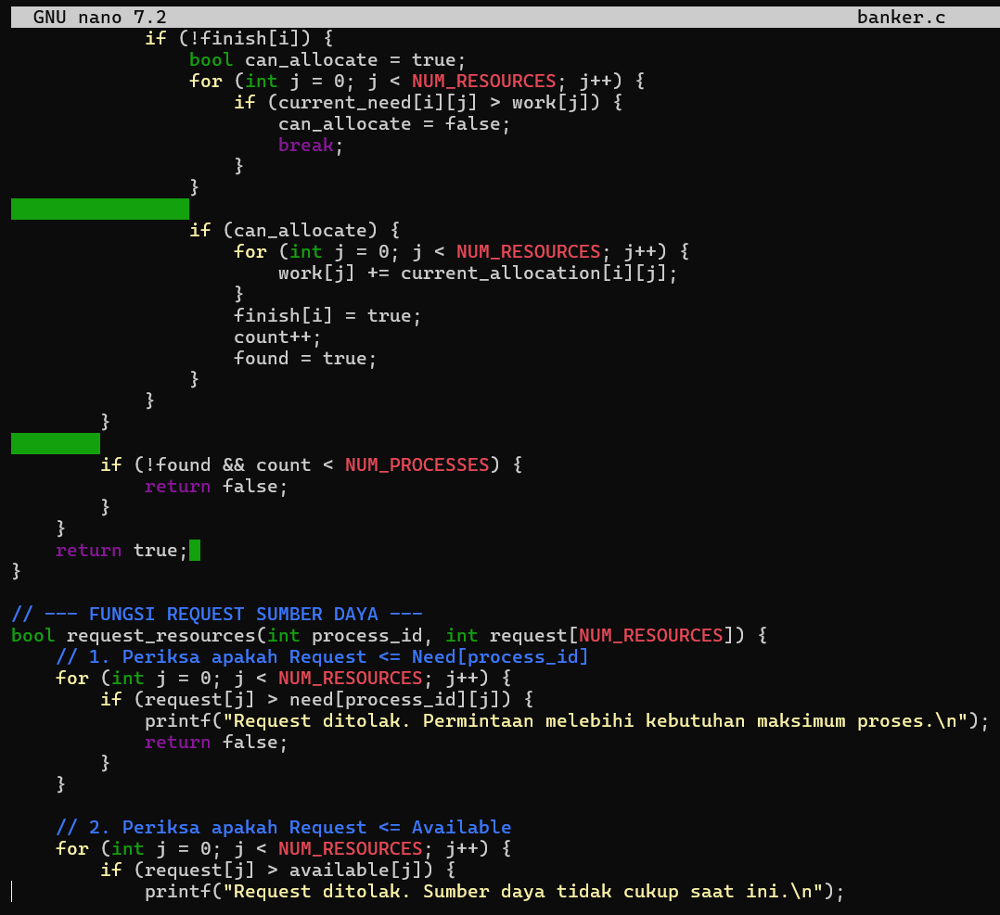 GNU nano 7.2 banker.c
            if (!finish[i]) {
                bool can_allocate = true;
                for (int j = 0; j < NUM_RESOURCES; j++) {
                    if (current_need[i][j] > work[j]) {
                        can_allocate = false;
                        break;
                    }
                }
                if (can_allocate) {
                    for (int j = 0; j < NUM_RESOURCES; j++) {
                        work[j] += current_allocation[i][j];
                    }
                    finish[i] = true;
                    count++;
                    found = true;
                }
            }
        }
        if (!found && count < NUM_PROCESSES) {
            return false;
        }
    }
    return true;
}
// --- FUNGSI REQUEST SUMBER DAYA ---
bool request_resources(int process_id, int request[NUM_RESOURCES]) {
    // 1. Periksa apakah Request <= Need[process_id]
    for (int j = 0; j < NUM_RESOURCES; j++) {
        if (request[j] > need[process_id][j]) {
            printf("Request ditolak. Permintaan melebihi kebutuhan maksimum proses.\n");
            return false;
        }
    }
    // 2. Periksa apakah Request <= Available
    for (int j = 0; j < NUM_RESOURCES; j++) {
        if (request[j] > available[j]) {
            printf("Request ditolak. Sumber daya tidak cukup saat ini.\n");